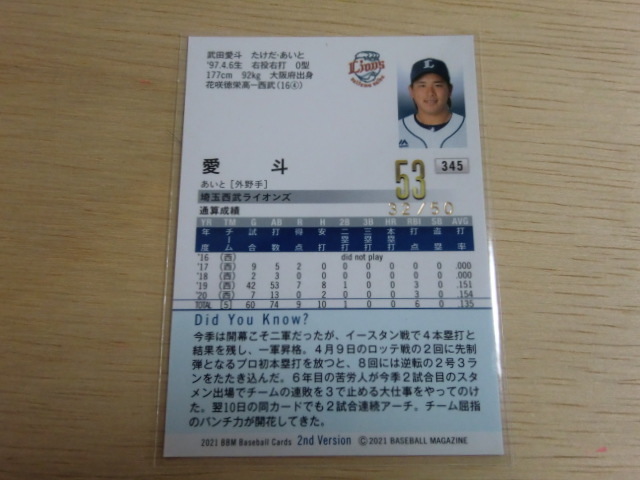 武田愛斗 たけだ・あいと
'97.4.6生 右投右打 O型
177cm 92kg 大阪府出身
花咲徳栄高－西武(16④)
Lions
愛斗
53
345
あいと[外野手]
埼玉西武ライオンズ
32/50
通算成績
YR TM G AB R H 2B 3B HR RBI SB AVG
年度 チーム 試合数 打数 得点 安打 二塁打 三塁打 本塁打 打点 盗塁 打率
'16 (西) did not play
'17 (西) 9 5 2 0 0 0 0 0 0 .000
'18 (西) 2 3 0 0 0 0 0 0 0 .000
'19 (西) 42 53 7 8 1 0 0 3 0 .151
'20 (西) 7 13 0 2 0 0 0 3 0 .154
TOTAL [5] 60 74 9 10 1 0 0 6 0 .135
Did You Know?
今季は開幕こそ二軍だったが、イースタン戦で4本塁打と
結果を残し、一軍昇格。4月9日のロッテ戦の2回に先制
弾となるプロ初本塁打を放つと、8回には逆転の2号3ラ
ンをたたき込んだ。6年目の苦労人が今季2試合目のスタ
メン出場でチームの連敗を3で止める大仕事をやってのけ
た。翌10日の同カードでも2試合連続アーチ。チーム屈指
のパンチ力が開花してきた。
2021 BBM Baseball Cards 2nd Version ©2021 BASEBALL MAGAZINE